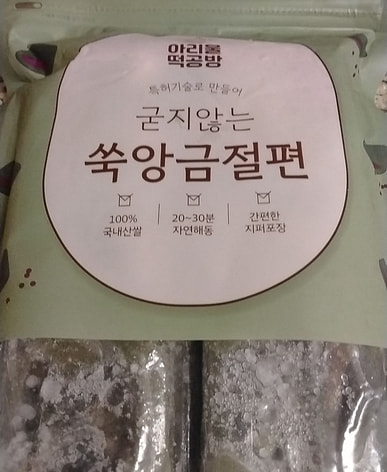 아리울
떡공방
특허기술로 만들어
굳지않는
쑥앙금절편
100%
국내산쌀
20~30분
자연해동
간편한
지퍼포장